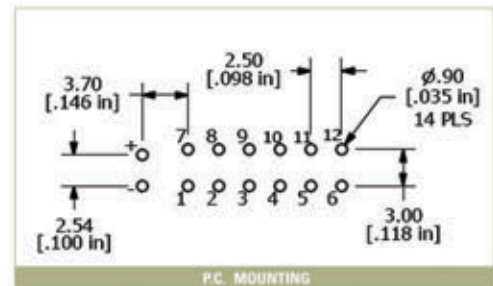 2.50
[.098 in]
3.70
[.146 in]
Ø.90
[.035 in]
14 PLS
+ 7 8 9 10 11 12
- 1 2 3 4 5 6
2.54
[.100 in]
3.00
[.118 in]
P.C. MOUNTING